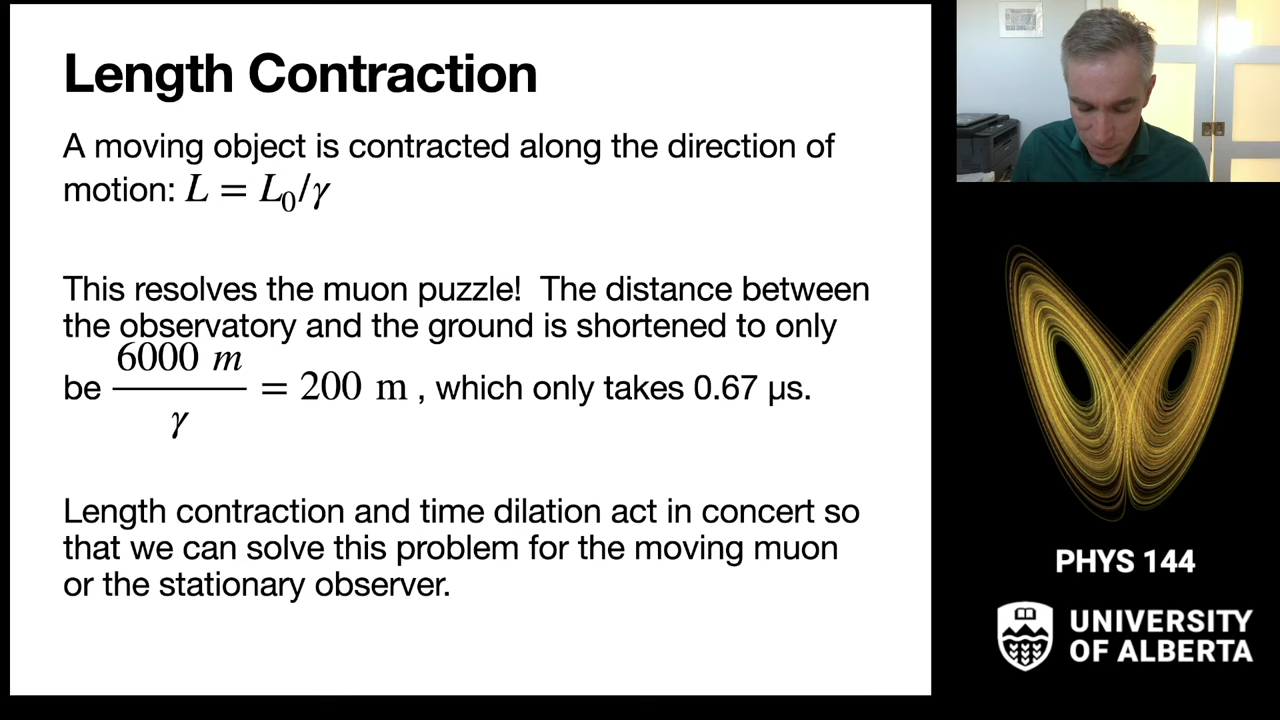 Length Contraction
A moving object is contracted along the direction of
motion: L = L₀/γ
This resolves the muon puzzle!  The distance between
the observatory and the ground is shortened to only
be 6000 m / γ = 200 m , which only takes 0.67 μs.
Length contraction and time dilation act in concert so
that we can solve this problem for the moving muon
or the stationary observer.
PHYS 144
UNIVERSITY
OF ALBERTA